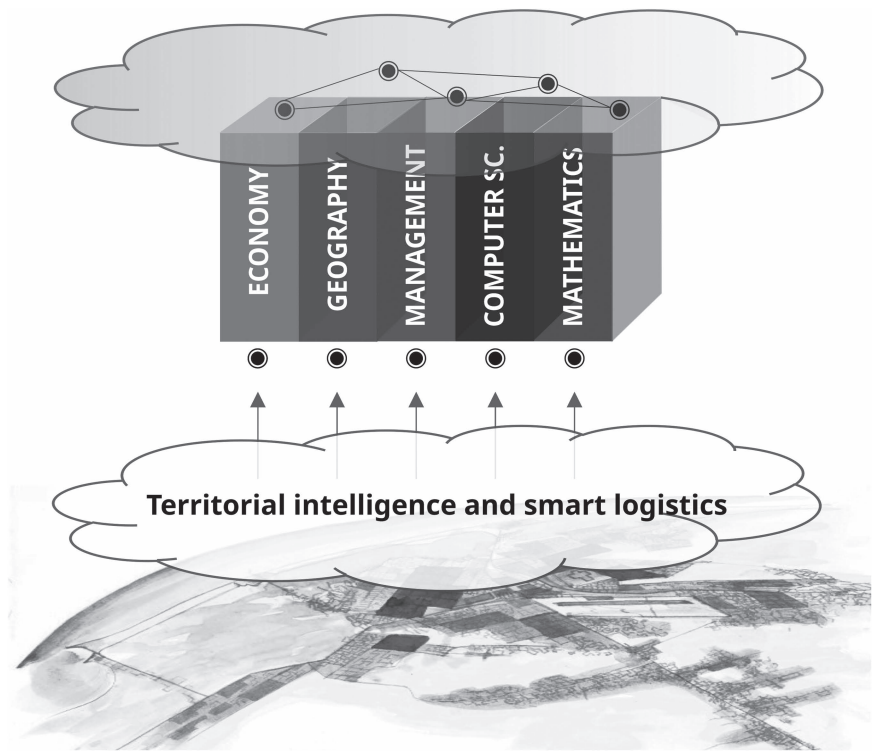 ECONOMY
GEOGRAPHY
MANAGEMENT
COMPUTER SC.
MATHEMATICS
Territorial intelligence and smart logistics